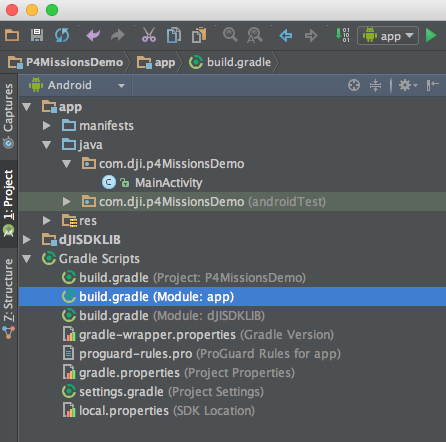 app
P4MissionsDemo app build.gradle
Android
app
manifests
java
com.dji.p4MissionsDemo
C MainActivity
com.dji.p4MissionsDemo (androidTest)
res
dJISDKLIB
Gradle Scripts
build.gradle (Project: P4MissionsDemo)
build.gradle (Module: app)
build.gradle (Module: dJISDKLIB)
gradle-wrapper.properties (Gradle Version)
proguard-rules.pro (ProGuard Rules for app)
gradle.properties (Project Properties)
settings.gradle (Project Settings)
local.properties (SDK Location)
Captures
1: Project
Z: Structure